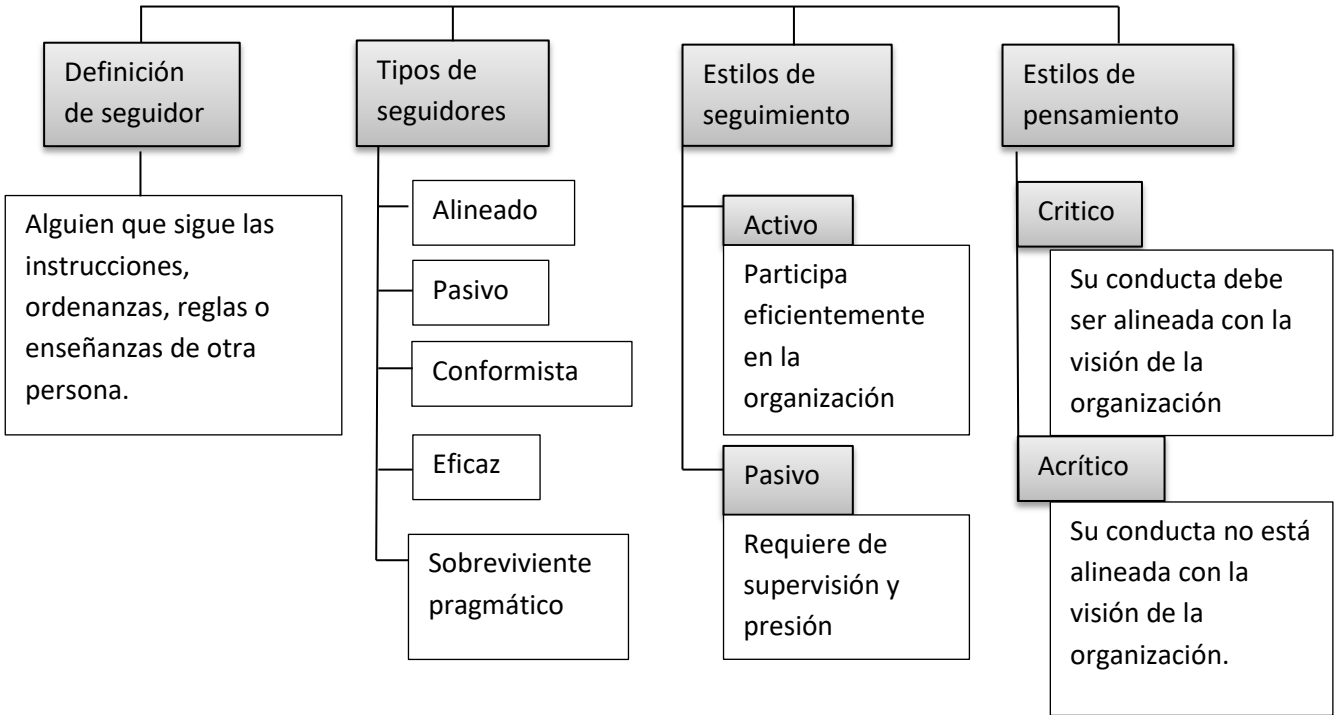 Definición
de seguidor
Alguien que sigue las
instrucciones,
ordenanzas, reglas o
enseñanzas de otra
persona.
Tipos de
seguidores
Alineado
Pasivo
Conformista
Eficaz
Sobreviviente
pragmático
Estilos de
seguimiento
Activo
Participa
eficientemente
en la
organización
Pasivo
Requiere de
supervisión y
presión
Estilos de
pensamiento
Critico
Su conducta debe
ser alineada con la
visión de la
organización
Acrítico
Su conducta no está
alineada con la
visión de la
organización.